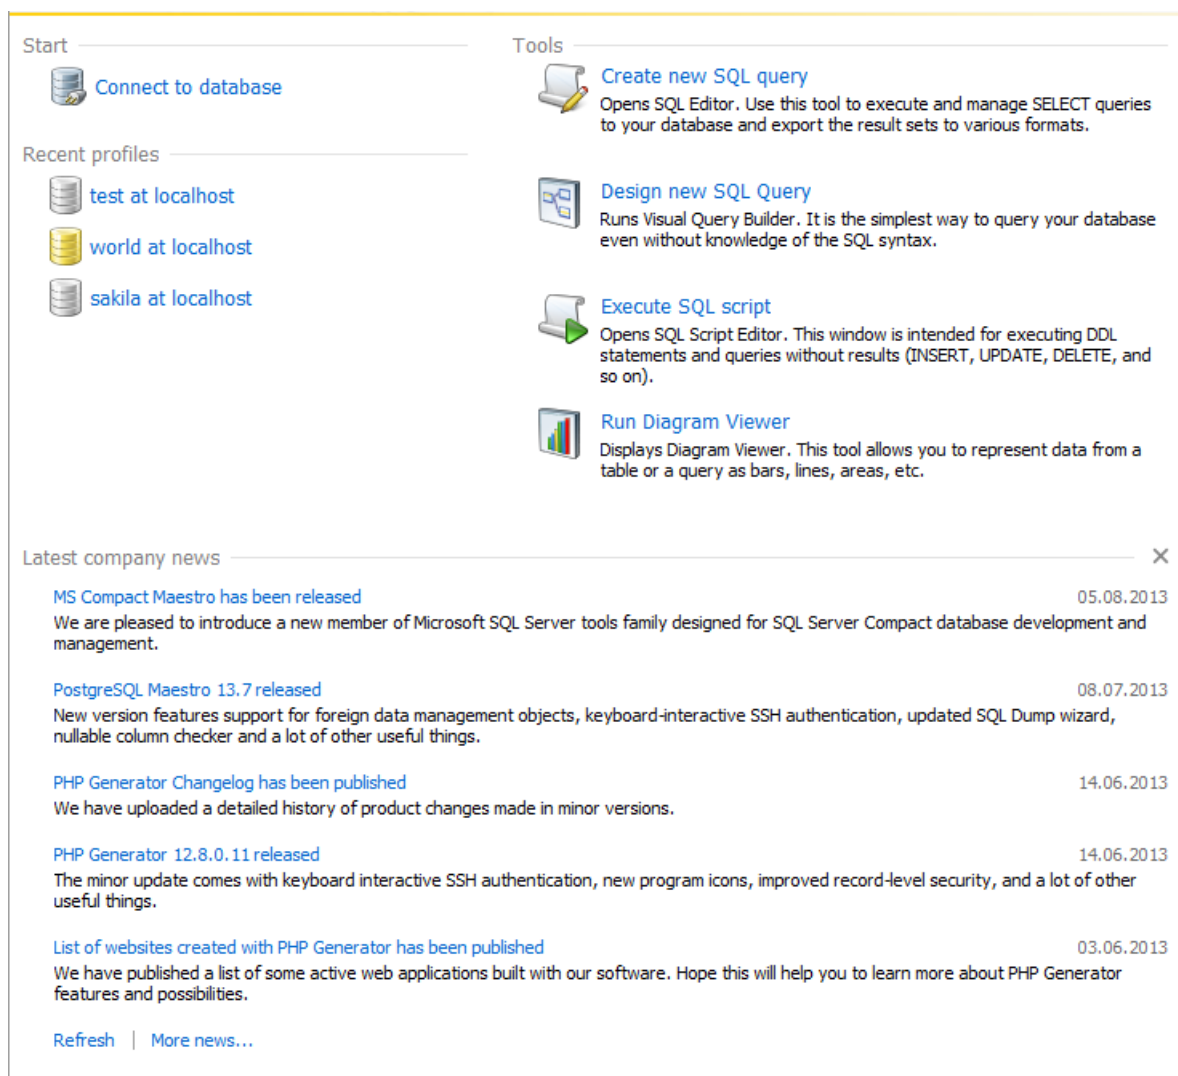 Start
Connect to database
Recent profiles
test at localhost
world at localhost
sakila at localhost
Tools
Create new SQL query
Opens SQL Editor. Use this tool to execute and manage SELECT queries
to your database and export the result sets to various formats.
Design new SQL Query
Runs Visual Query Builder. It is the simplest way to query your database
even without knowledge of the SQL syntax.
Execute SQL script
Opens SQL Script Editor. This window is intended for executing DDL
statements and queries without results (INSERT, UPDATE, DELETE, and
so on).
Run Diagram Viewer
Displays Diagram Viewer. This tool allows you to represent data from a
table or a query as bars, lines, areas, etc.
Latest company news
MS Compact Maestro has been released 05.08.2013
We are pleased to introduce a new member of Microsoft SQL Server tools family designed for SQL Server Compact database development and
management.
PostgreSQL Maestro 13.7 released 08.07.2013
New version features support for foreign data management objects, keyboard-interactive SSH authentication, updated SQL Dump wizard,
nullable column checker and a lot of other useful things.
PHP Generator Changelog has been published 14.06.2013
We have uploaded a detailed history of product changes made in minor versions.
PHP Generator 12.8.0.11 released 14.06.2013
The minor update comes with keyboard interactive SSH authentication, new program icons, improved record-level security, and a lot of other
useful things.
List of websites created with PHP Generator has been published 03.06.2013
We have published a list of some active web applications built with our software. Hope this will help you to learn more about PHP Generator
features and possibilities.
Refresh | More news...